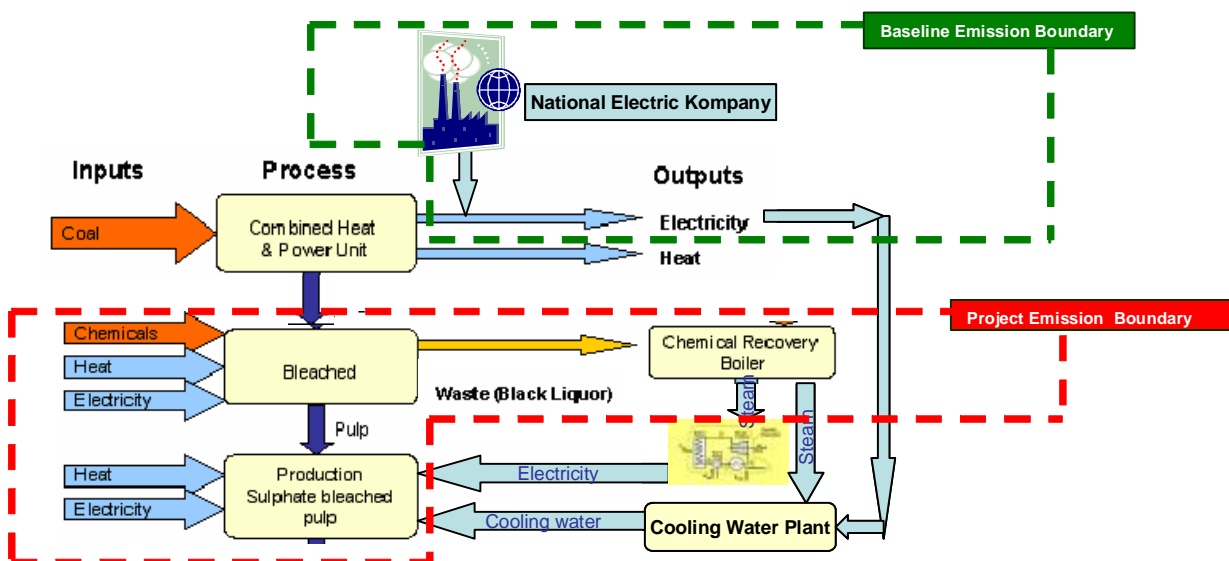 Baseline Emission Boundary
National Electric Kompany
Inputs
Process
Outputs
Coal
Combined Heat
& Power Unit
Electricity
Heat
Project Emission Boundary
Chemicals
Heat
Electricity
Bleached
Chemical Recovery
Boiler
Waste (Black Liquor)
Steam
Steam
Pulp
Heat
Electricity
Production
Sulphate bleached
pulp
Electricity
Cooling water
Cooling Water Plant